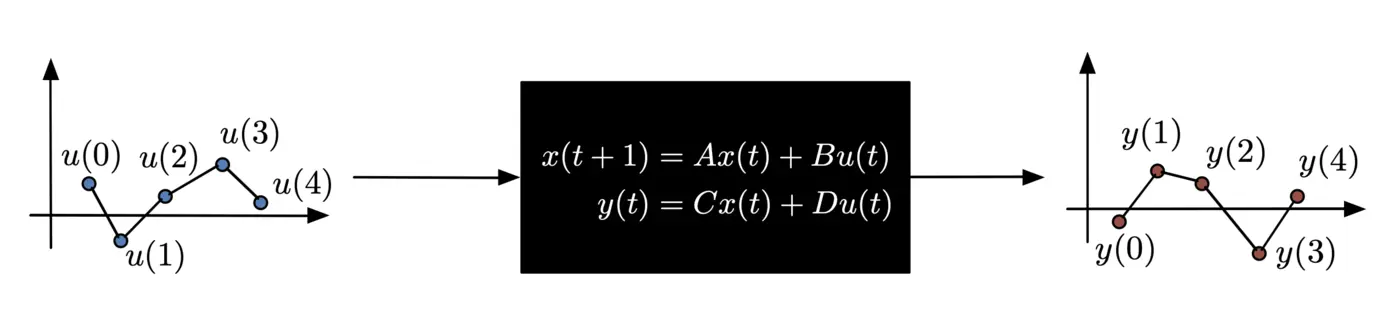 u(0)
u(1)
u(2)
u(3)
u(4)
x(t + 1) = Ax(t) + Bu(t)
y(t) = Cx(t) + Du(t)
y(0)
y(1)
y(2)
y(3)
y(4)